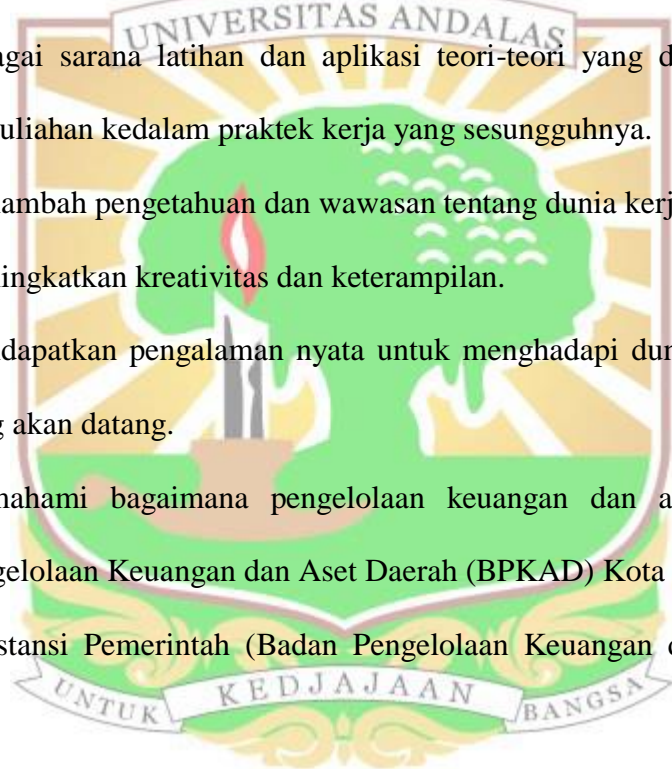 UNIVERSITAS ANDALAS
agai sarana latihan dan aplikasi teori-teori yang d
uliahan kedalam praktek kerja yang sesungguhnya.
ambah pengetahuan dan wawasan tentang dunia kerj
ingkatkan kreativitas dan keterampilan.
dapatkan pengalaman nyata untuk menghadapi dun
g akan datang.
nahami bagaimana pengelolaan keuangan dan a
gelolaan Keuangan dan Aset Daerah (BPKAD) Kota
stansi Pemerintah (Badan Pengelolaan Keuangan d
UNTUK KEDJAJAAN BANGSA